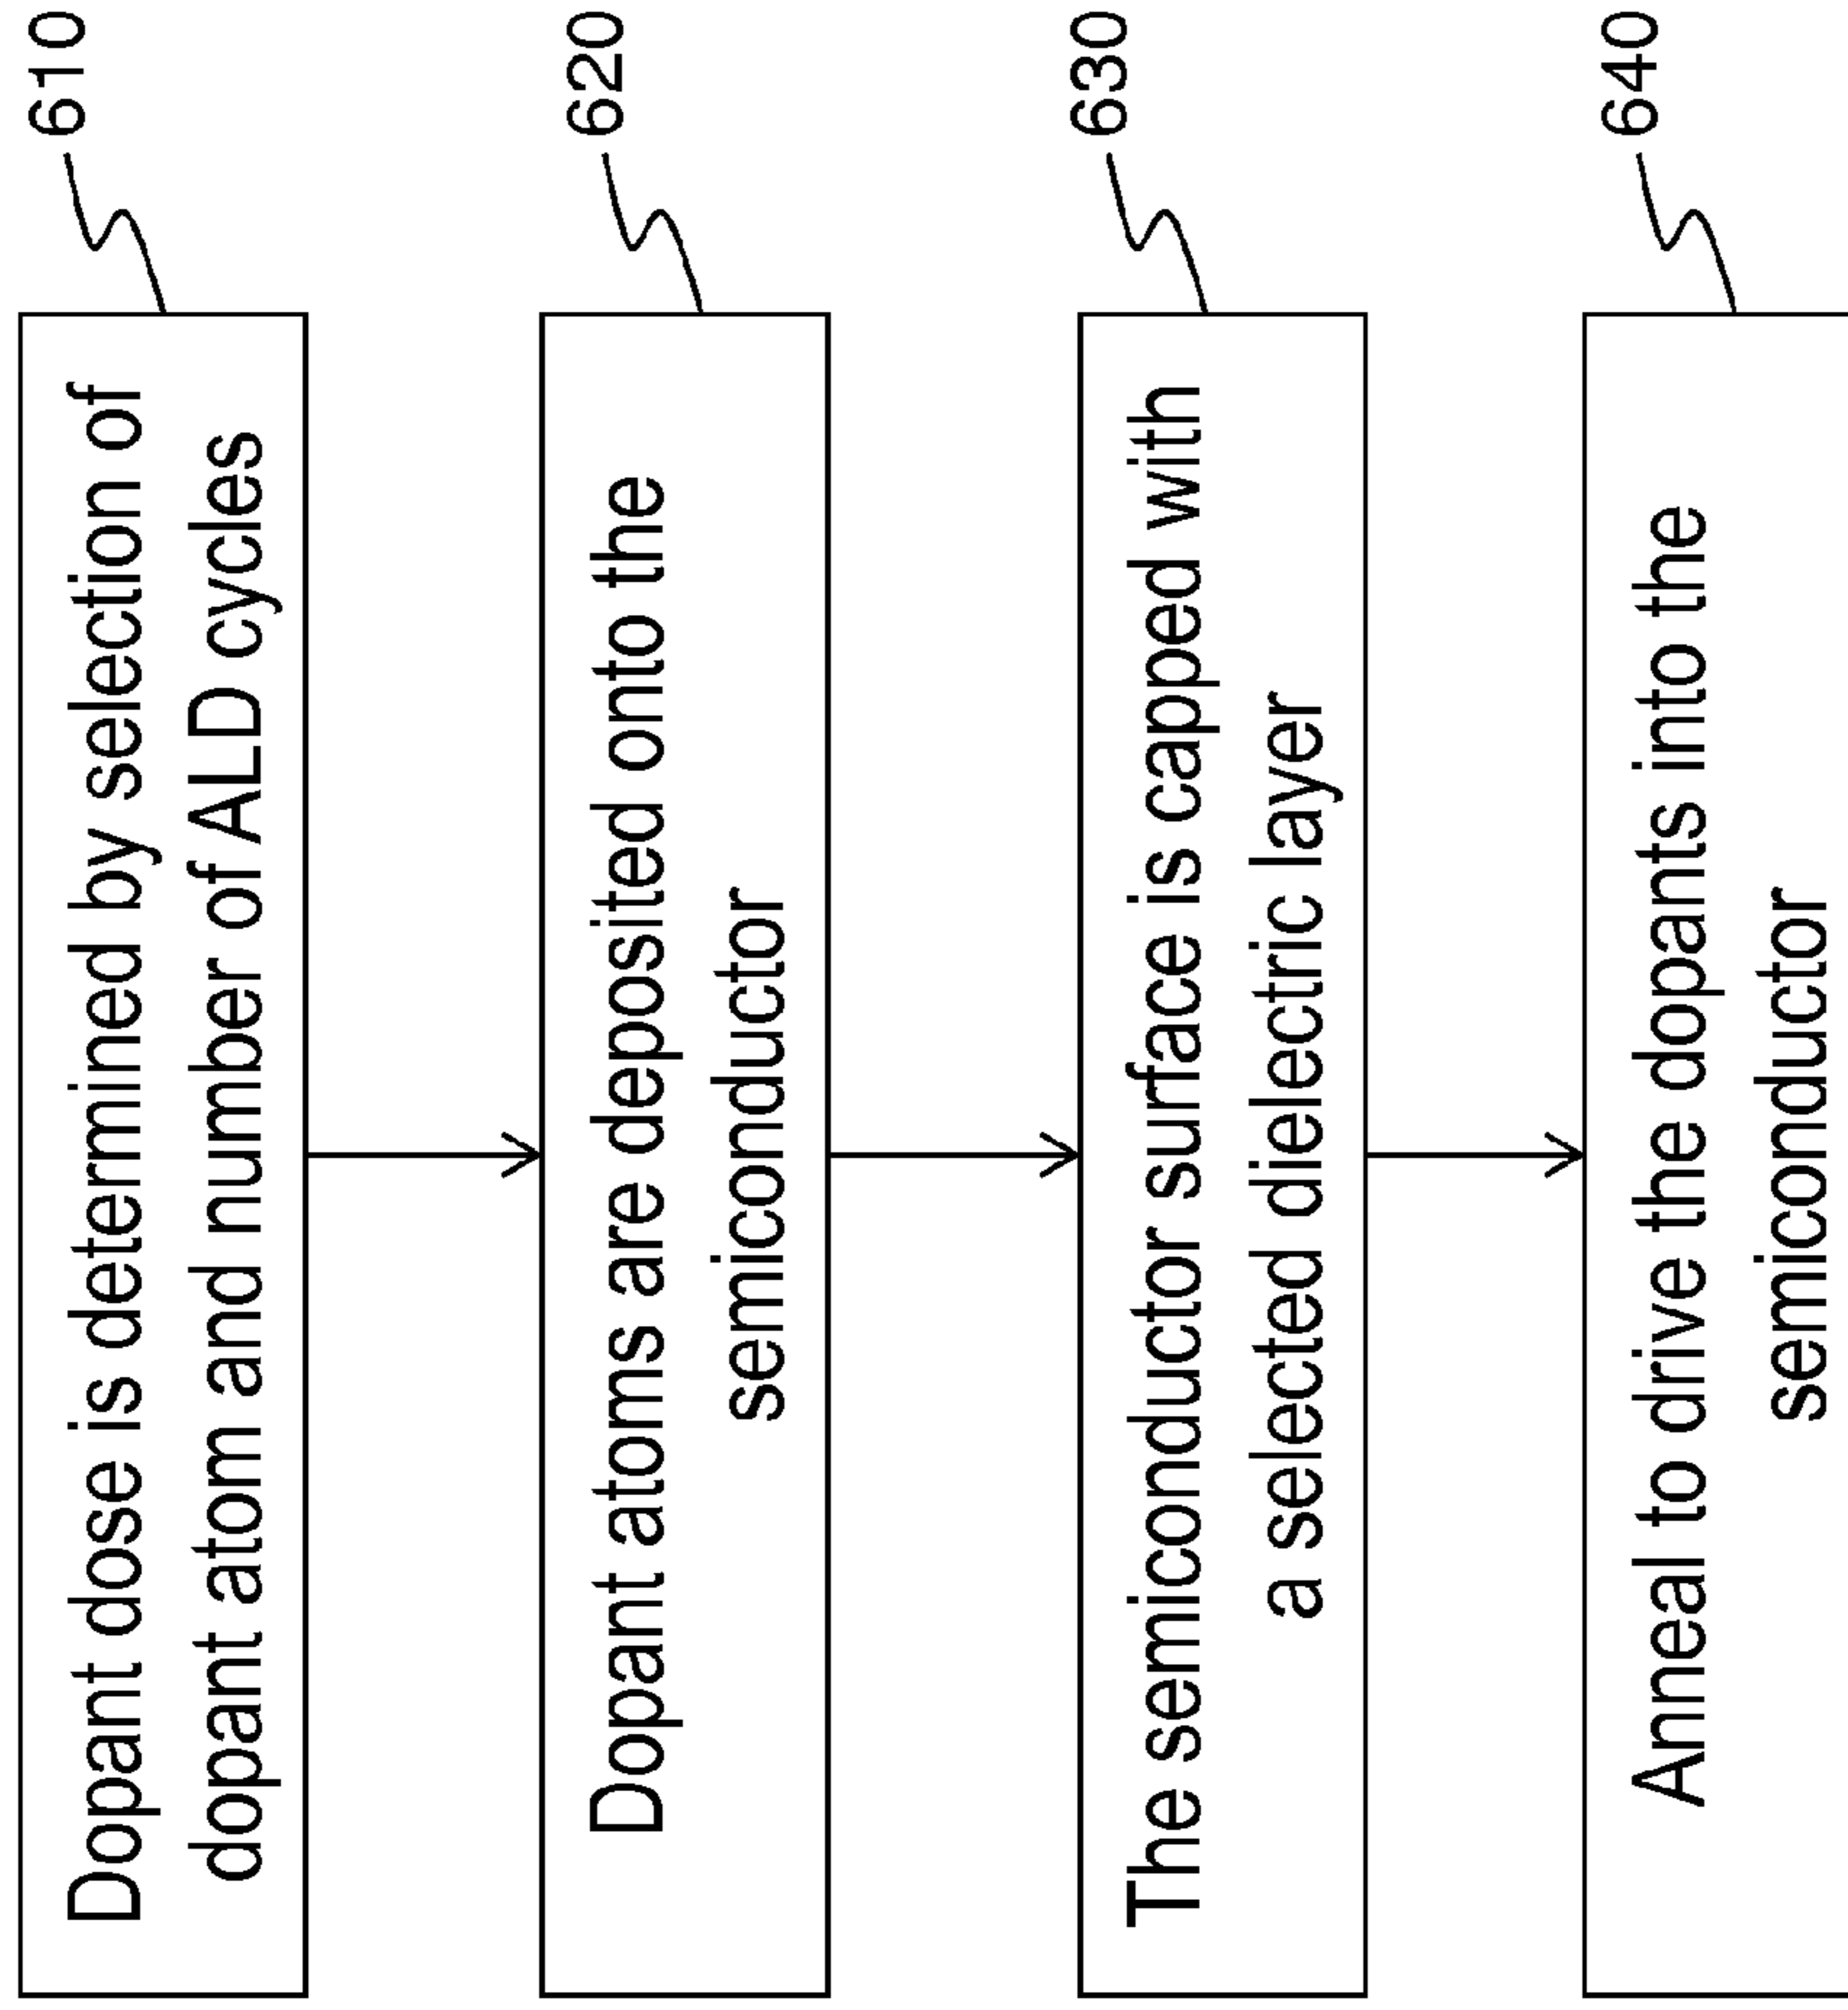 Dopant dose is determined by selection of
dopant atom and number of ALD cycles
610
Dopant atoms are deposited onto the
semiconductor
620
The semiconductor surface is capped with
a selected dielectric layer
630
Anneal to drive the dopants into the
semiconductor
640